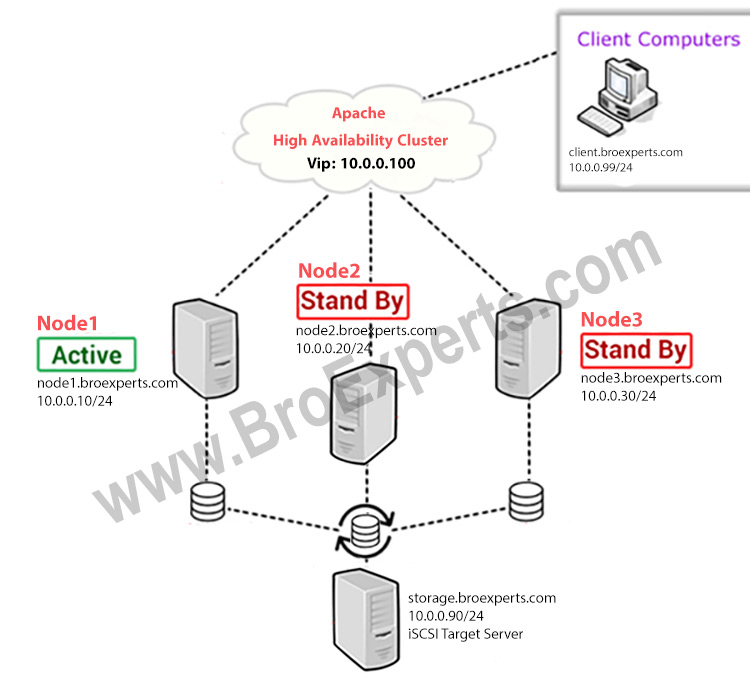 Client Computers
client.broexperts.com
10.0.0.99/24
Apache
High Availability Cluster
Vip: 10.0.0.100
Node1
Active
node1.broexperts.com
10.0.0.10/24
Node2
Stand By
node2.broexperts.com
10.0.0.20/24
Node3
Stand By
node3.broexperts.com
10.0.0.30/24
www.BroExperts.com
storage.broexperts.com
10.0.0.90/24
iSCSI Target Server